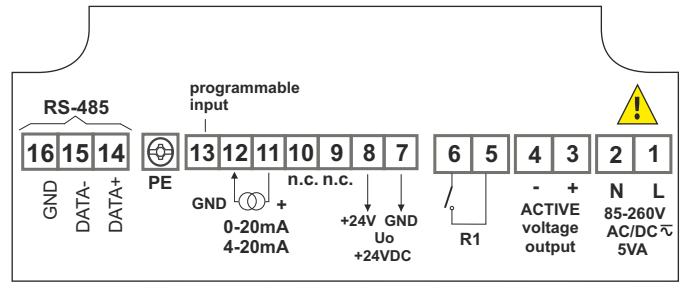 programmable
input
RS-485
16 15 14 13 12 11 10 9 8 7 6 5 4 3 2 1
GND
DATA-
DATA+
PE
GND
+
0-20mA
4-20mA
n.c. n.c.
+24V GND
Uo
+24VDC
R1
- +
ACTIVE
voltage
output
N L
85-260V
AC/DC
5VA
!